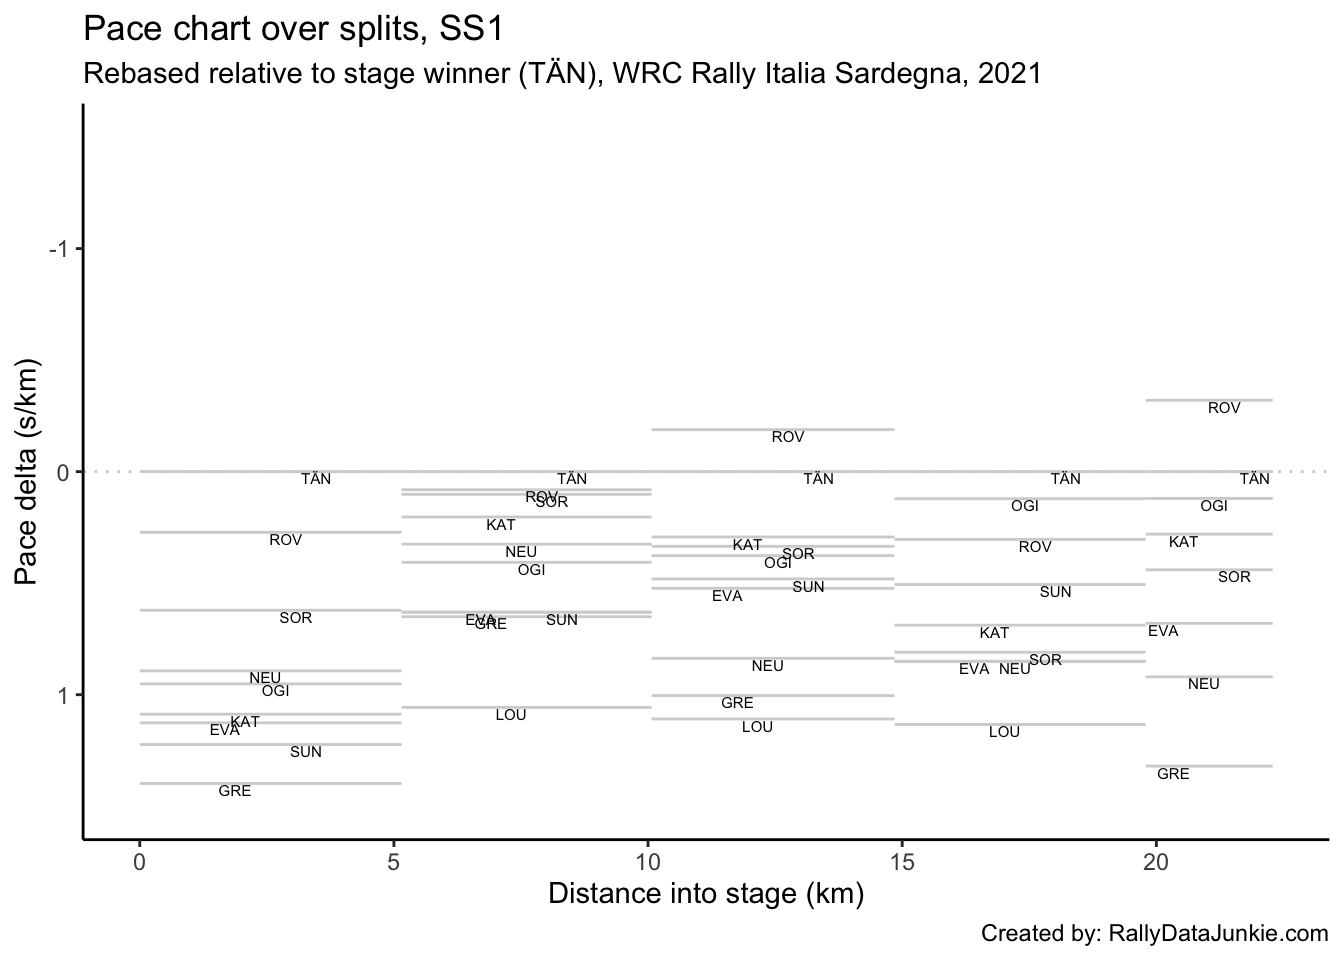 Pace chart over splits, SS1
Rebased relative to stage winner (TÄN), WRC Rally Italia Sardegna, 2021
Pace delta (s/km)
-1
0
1
ROV
ROV
TÄN TÄN TÄN TÄN TÄN
ROV
SOR
OGI
OGI
KAT
ROV
KAT
ROV
KAT
SOR
NEU
OGI
OGI
SOR
SUN
SUN
EVA
SOR
EVA
GRE
SUN
KAT
EVA
SOR
NEU
EVA
NEU
NEU
NEU
OGI
GRE
LOU
KAT
EVA
LOU
LOU
SUN
GRE
GRE
0 5 10 15 20
Distance into stage (km)
Created by: RallyDataJunkie.com